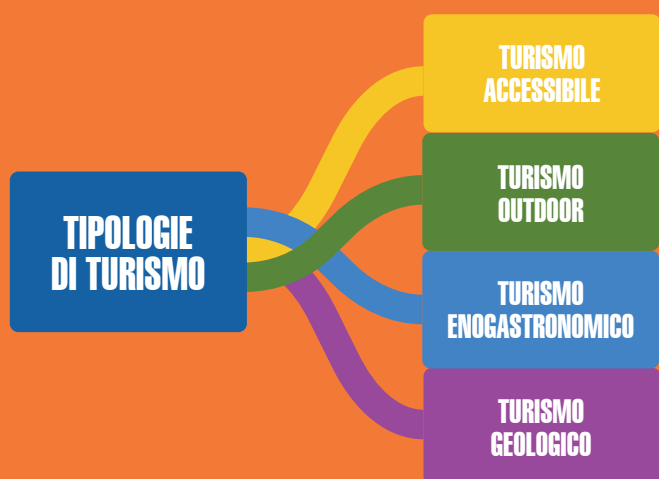 TIPOLOGIE
DI TURISMO
TURISMO
ACCESSIBILE
TURISMO
OUTDOOR
TURISMO
ENOGASTRONOMICO
TURISMO
GEOLOGICO